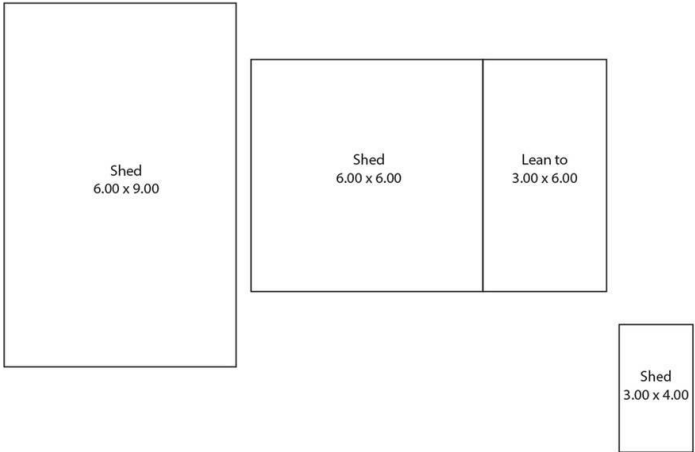 Shed
6.00 x 9.00
Shed
6.00 x 6.00
Lean to
3.00 x 6.00
Shed
3.00 x 4.00